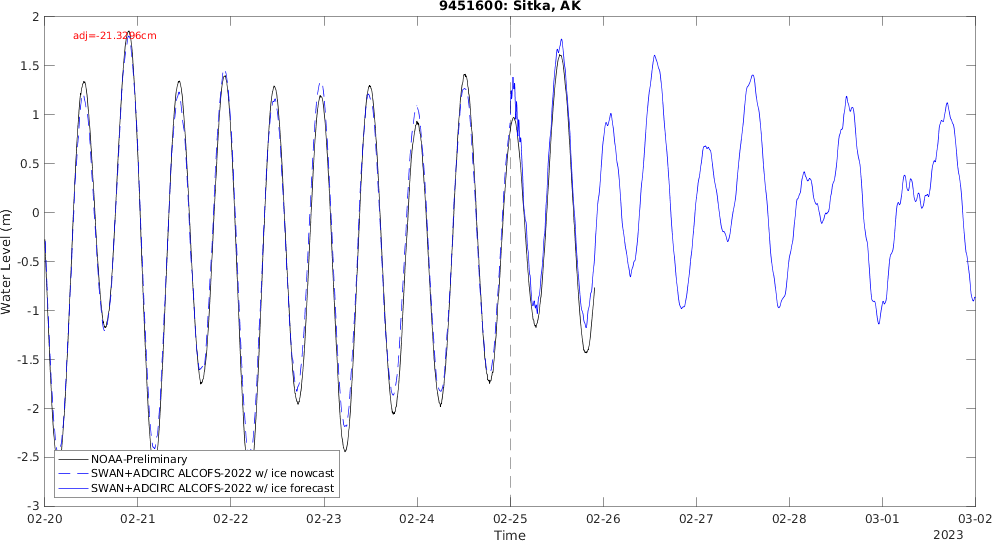 9451600: Sitka, AK
adj=-21.3296cm
2
1.5
1
0.5
0
-0.5
-1
-1.5
-2
-2.5
-3
Water Level (m)
NOAA-Preliminary
SWAN+ADCIRC ALCOFS-2022 w/ ice nowcast
SWAN+ADCIRC ALCOFS-2022 w/ ice forecast
02-20 02-21 02-22 02-23 02-24 02-25 02-26 02-27 02-28 03-01 03-02
Time
2023